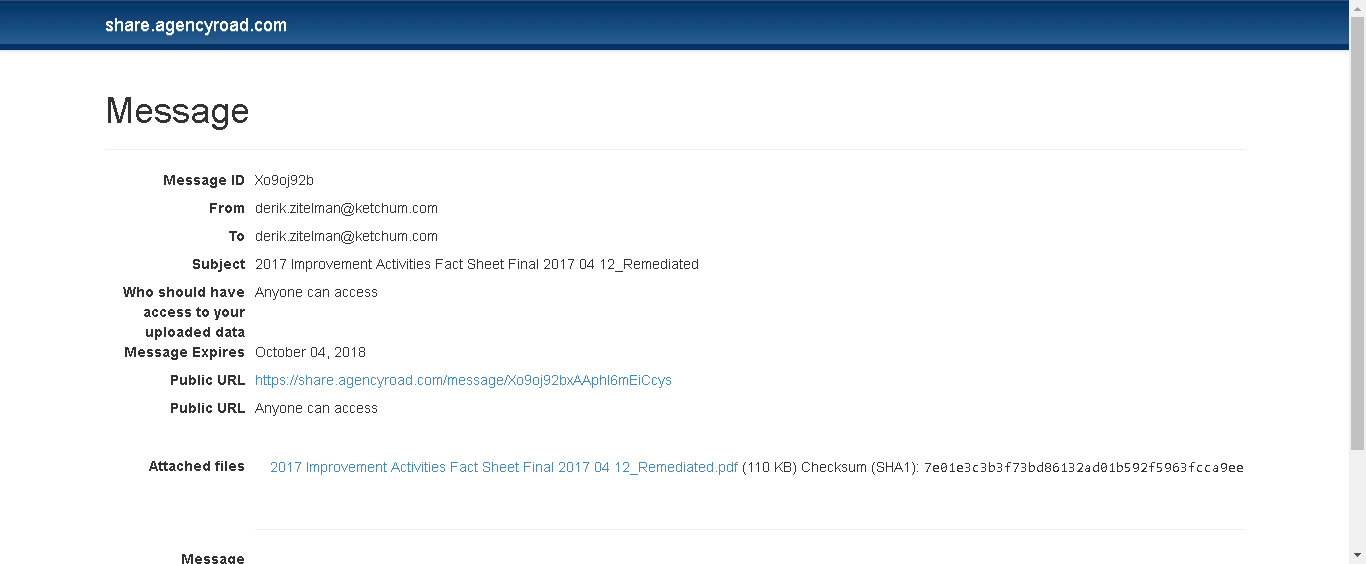 share.agencyroad.com
Message
Message ID Xo9oj92b
From derik.zitelman@ketchum.com
To derik.zitelman@ketchum.com
Subject 2017 Improvement Activities Fact Sheet Final 2017 04 12_Remediated
Who should have access to your uploaded data Anyone can access
Message Expires October 04, 2018
Public URL https://share.agencyroad.com/message/Xo9oj92bxAAphI6mEiCcys
Public URL Anyone can access
Attached files 2017 Improvement Activities Fact Sheet Final 2017 04 12_Remediated.pdf (110 KB) Checksum (SHA1): 7e01e3c3b3f73bd86132ad01b592f5963fcca9ee
Message